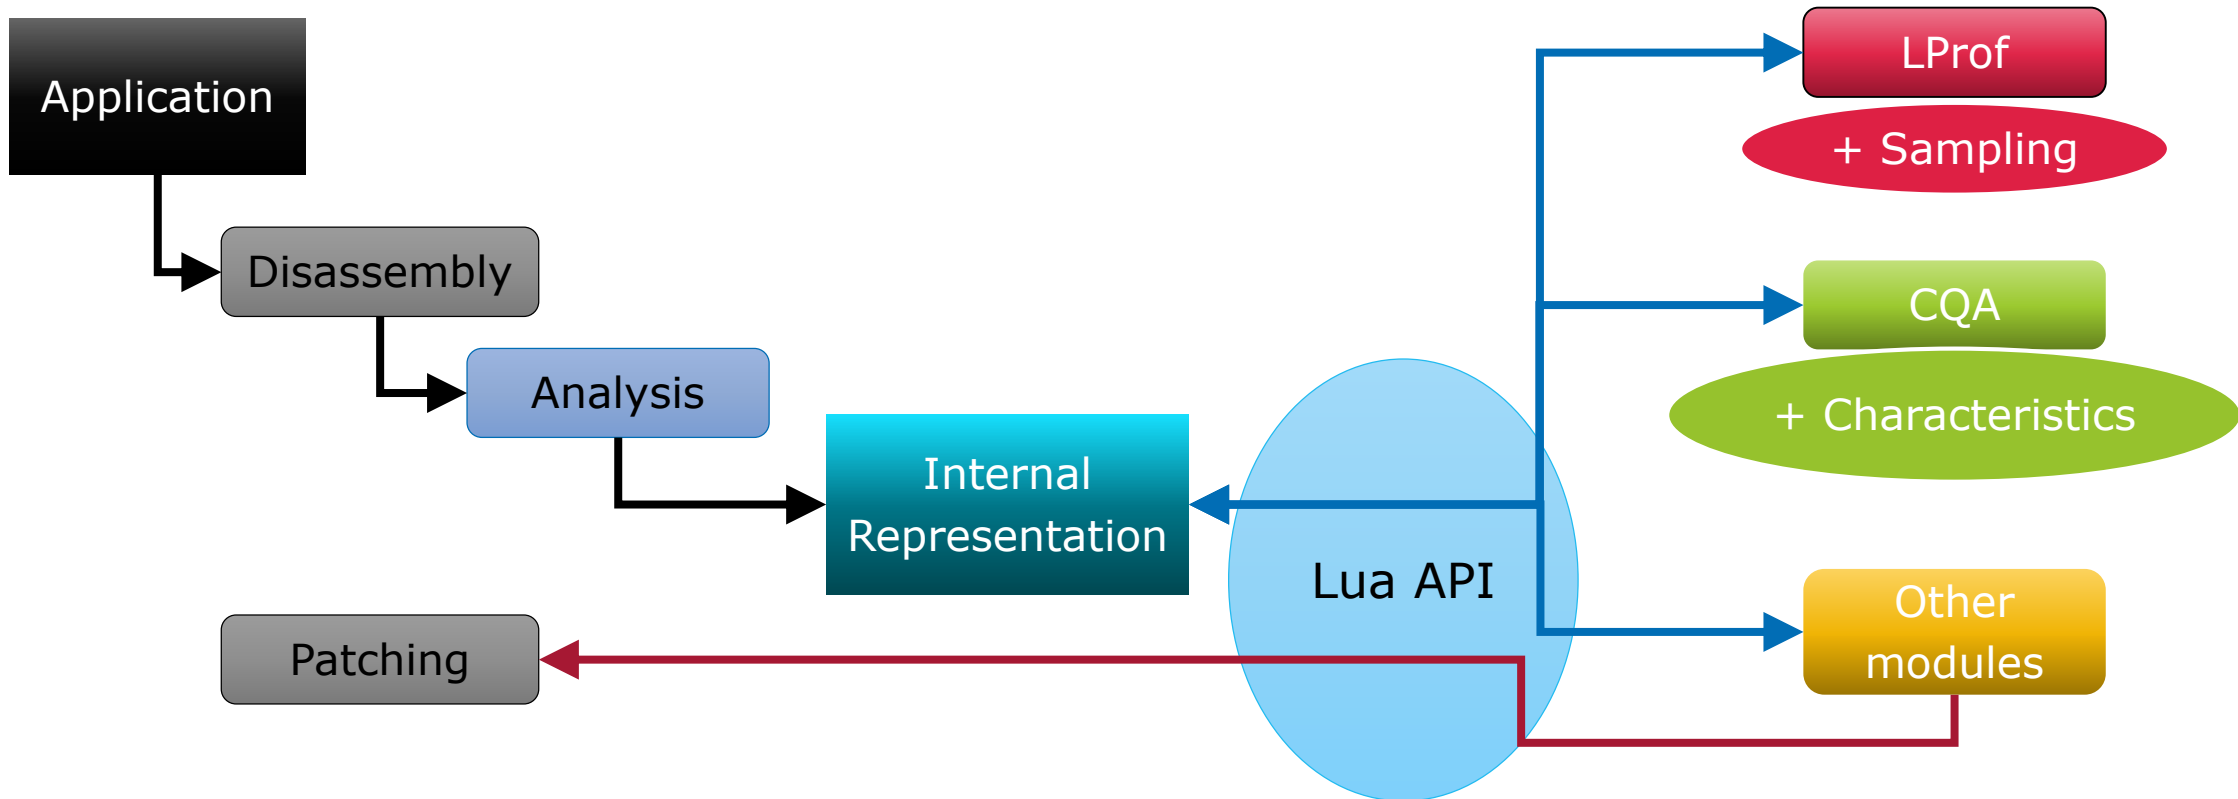 Application
Disassembly
Analysis
Internal
Representation
Patching
Lua API
LProf
+ Sampling
CQA
+ Characteristics
Other
modules